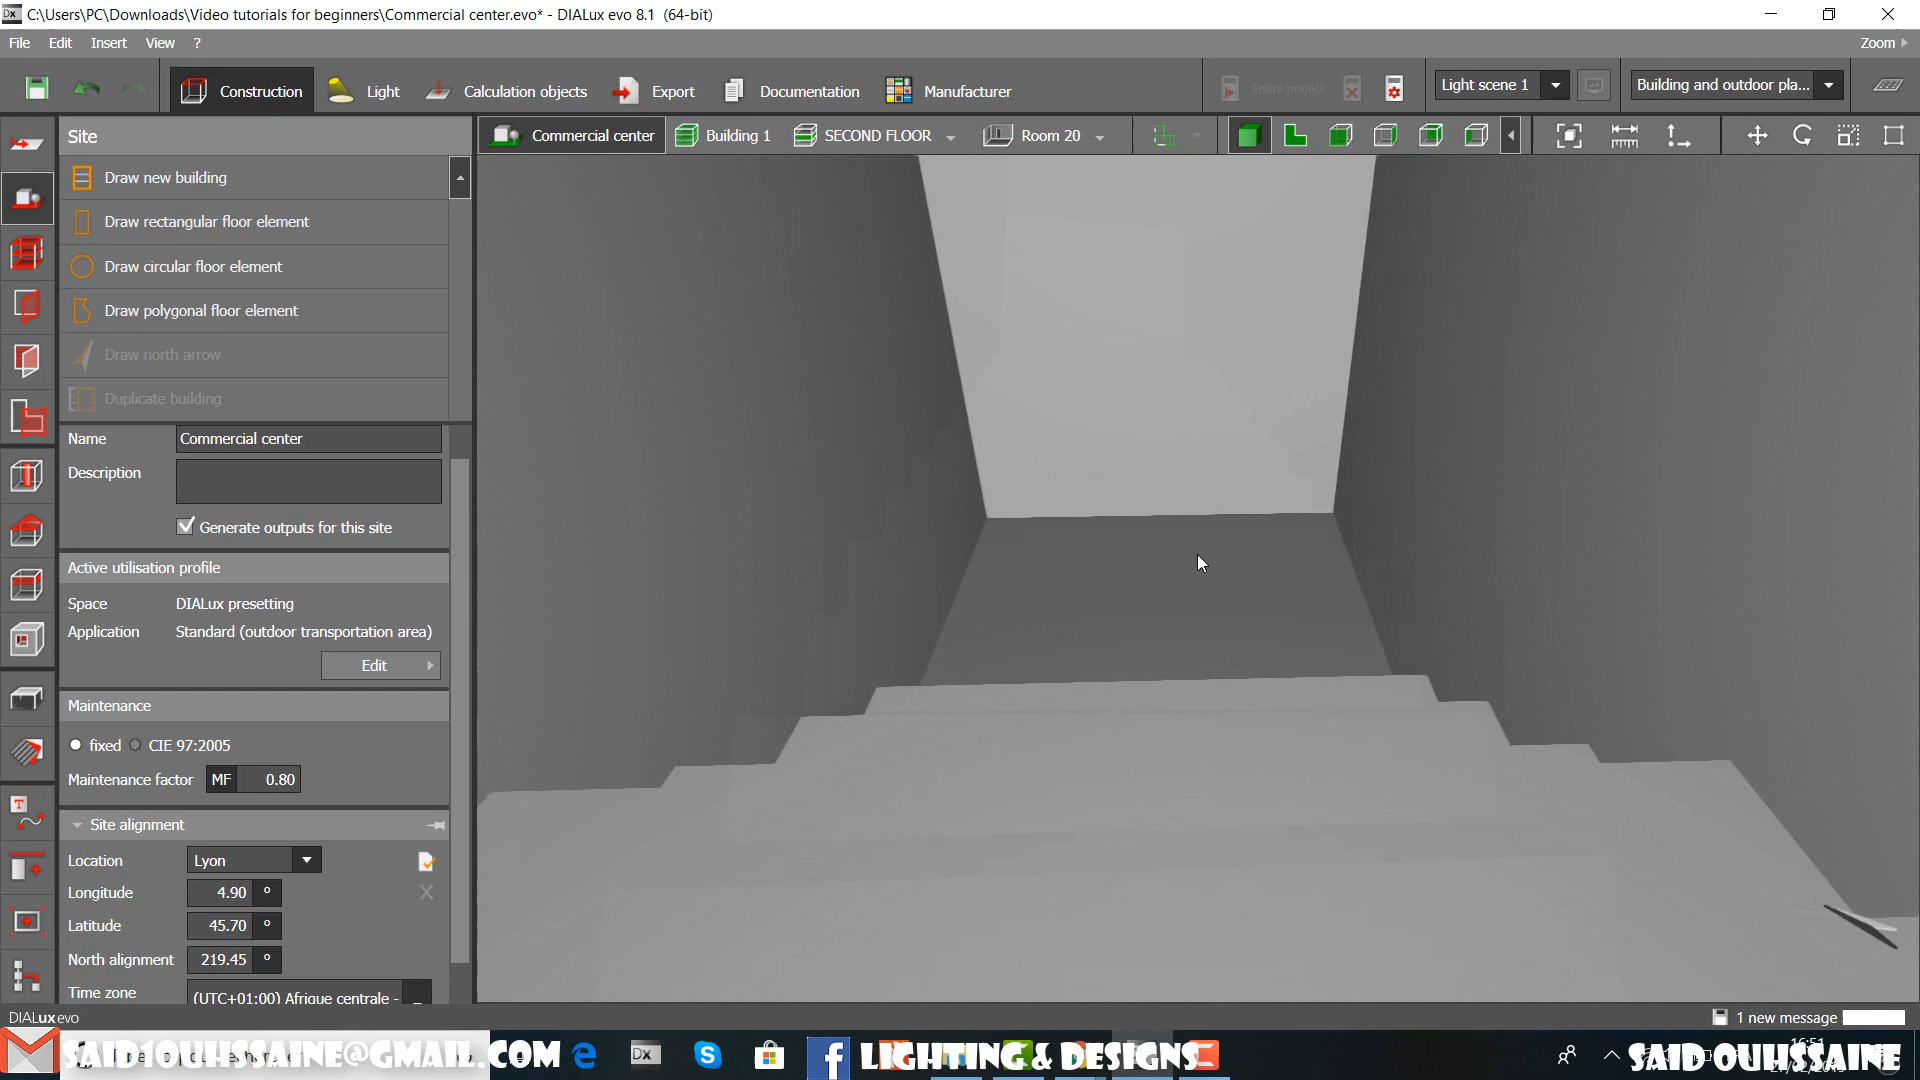 C:\Users\PC\Downloads\Video tutorials for beginners\Commercial center.evo* - DIALux evo 8.1 (64-bit)
File Edit Insert View ?
Zoom
Construction Light Calculation objects Export Documentation Manufacturer
Entire project
Light scene 1
Building and outdoor pla...
Site
Commercial center Building 1 SECOND FLOOR Room 20
Draw new building
Draw rectangular floor element
Draw circular floor element
Draw polygonal floor element
Draw north arrow
Duplicate building
Name Commercial center
Description
Generate outputs for this site
Active utilisation profile
Space DIALux presetting
Application Standard (outdoor transportation area)
Edit
Maintenance
fixed CIE 97:2005
Maintenance factor MF 0.80
Site alignment
Location Lyon
Longitude 4.90 °
Latitude 45.70 °
North alignment 219.45 °
Time zone (UTC+01:00) Afrique centrale -
DIALux evo
1 new message
SAID1OUHSSAINE@GMAIL.COM
LIGHTING & DESIGNS
SAID OUHSSAINE
16:51